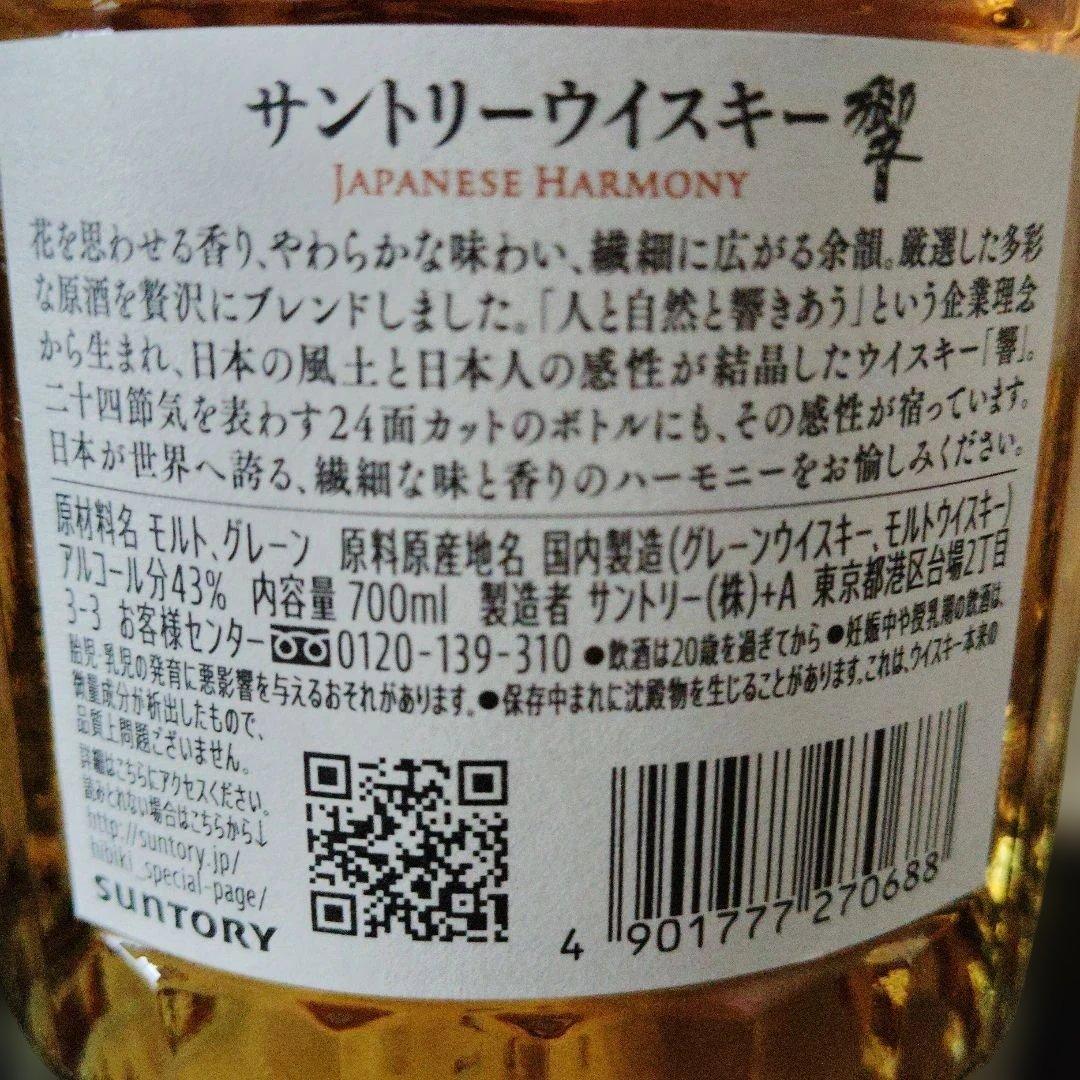 サントリーウイスキー響
JAPANESE HARMONY
花を思わせる香り、やわらかな味わい、繊細に広がる余韻。厳選した多彩
な原酒を贅沢にブレンドしました。「人と自然と響きあう」という企業理念
から生まれ、日本の風土と日本人の感性が結晶したウイスキー「響」。
二十四節気を表わす24面カットのボトルにも、その感性が宿っています。
日本が世界へ誇る、繊細な味と香りのハーモニーをお愉しみください。
原材料名 モルト、グレーン 原料原産地名 国内製造(グレーンウイスキー、モルトウイスキー)
アルコール分43% 内容量 700ml 製造者 サントリー(株)+A 東京都港区台場2丁目
3-3 お客様センター 0120-139-310 ●飲酒は20歳を過ぎてから ●妊娠中や授乳期の飲酒は、
胎児・乳児の発育に悪影響を与えるおそれがあります。●保存中まれに沈殿物を生じることがあります。これは、ウイスキー本来の
微量成分が析出したもので、
品質上問題ございません。
詳細はこちらにアクセスください。
読みとれない場合はこちらから↓
http://suntory.jp/
hibiki_special-page/
SUNTORY
4 901777 270688